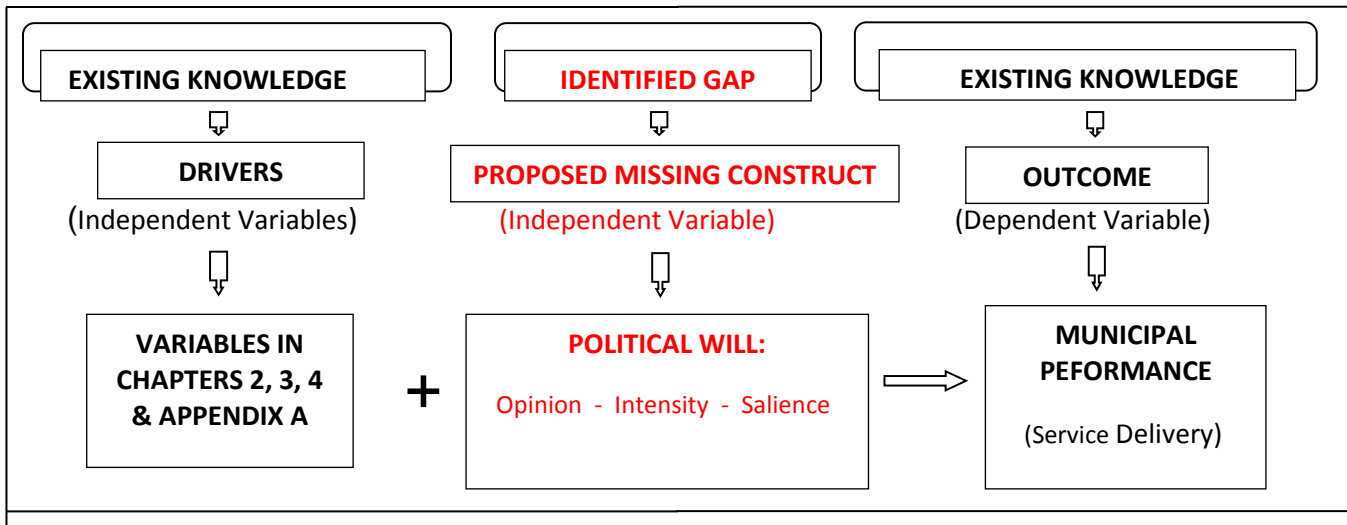 EXISTING KNOWLEDGE
IDENTIFIED GAP
EXISTING KNOWLEDGE
DRIVERS
(Independent Variables)
PROPOSED MISSING CONSTRUCT
(Independent Variable)
OUTCOME
(Dependent Variable)
VARIABLES IN
CHAPTERS 2, 3, 4
& APPENDIX A
+
POLITICAL WILL:
Opinion - Intensity - Salience
MUNICIPAL
PEFORMANCE
(Service Delivery)